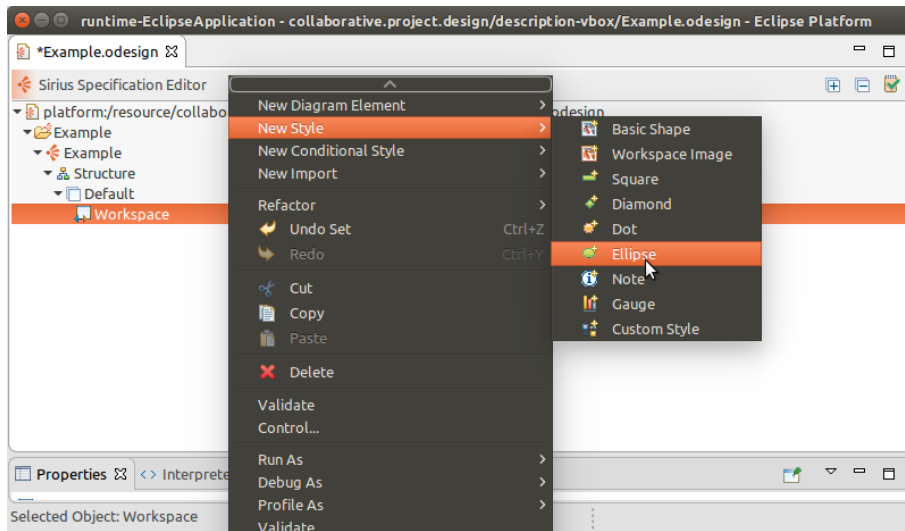 runtime-EclipseApplication - collaborative.project.design/description-vbox/Example.odesign - Eclipse Platform
*Example.odesign
Sirius Specification Editor
platform:/resource/collabo
odesign
Example
Example
Structure
Default
Workspace
New Diagram Element
New Style
New Conditional Style
New Import
Refactor
Undo Set Ctrl+Z
Redo Ctrl+Y
Cut
Copy
Paste
Delete
Validate
Control...
Run As
Debug As
Profile As
Validate
Basic Shape
Workspace Image
Square
Diamond
Dot
Ellipse
Note
Gauge
Custom Style
Properties
Interprete
Selected Object: Workspace